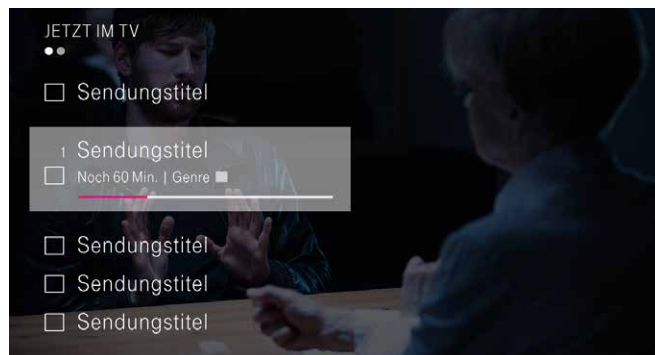 JETZT IM TV
Sendungstitel
1 Sendungstitel
Noch 60 Min. | Genre
Sendungstitel
Sendungstitel
Sendungstitel